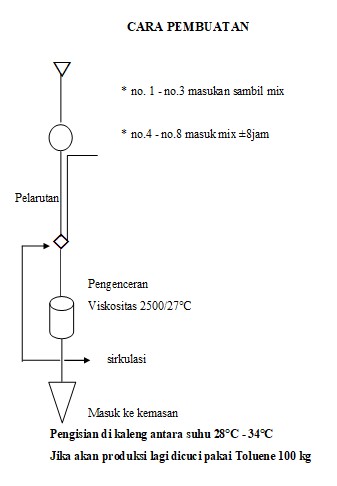 CARA PEMBUATAN
* no. 1 - no.3 masukan sambil mix
* no.4 - no.8 masuk mix ±8jam
Pelarutan
Pengenceran
Viskositas 2500/27°C
sirkulasi
Masuk ke kemasan
Pengisian di kaleng antara suhu 28°C - 34°C
Jika akan produksi lagi dicuci pakai Toluene 100 kg